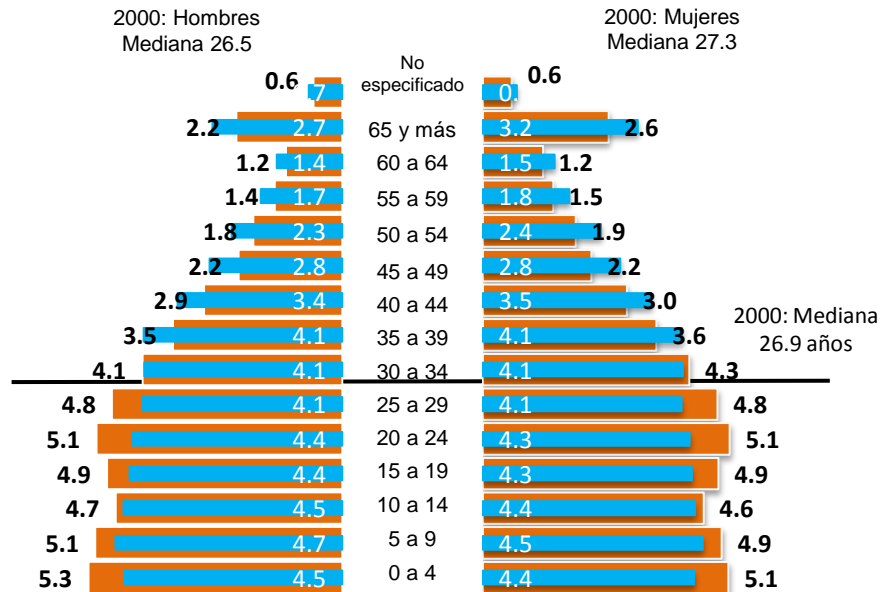 2000: Hombres
Mediana 26.5
2000: Mujeres
Mediana 27.3
0.6 7 No especificado 0. 0.6
2.2 2.7 65 y más 3.2 2.6
1.2 1.4 60 a 64 1.5 1.2
1.4 1.7 55 a 59 1.8 1.5
1.8 2.3 50 a 54 2.4 1.9
2.2 2.8 45 a 49 2.8 2.2
2.9 3.4 40 a 44 3.5 3.0
3.5 4.1 35 a 39 4.1 3.6
2000: Mediana
26.9 años
4.1 4.1 30 a 34 4.1 4.3
4.8 4.1 25 a 29 4.1 4.8
5.1 4.4 20 a 24 4.3 5.1
4.9 4.4 15 a 19 4.3 4.9
4.7 4.5 10 a 14 4.4 4.6
5.1 4.7 5 a 9 4.5 4.9
5.3 4.5 0 a 4 4.4 5.1